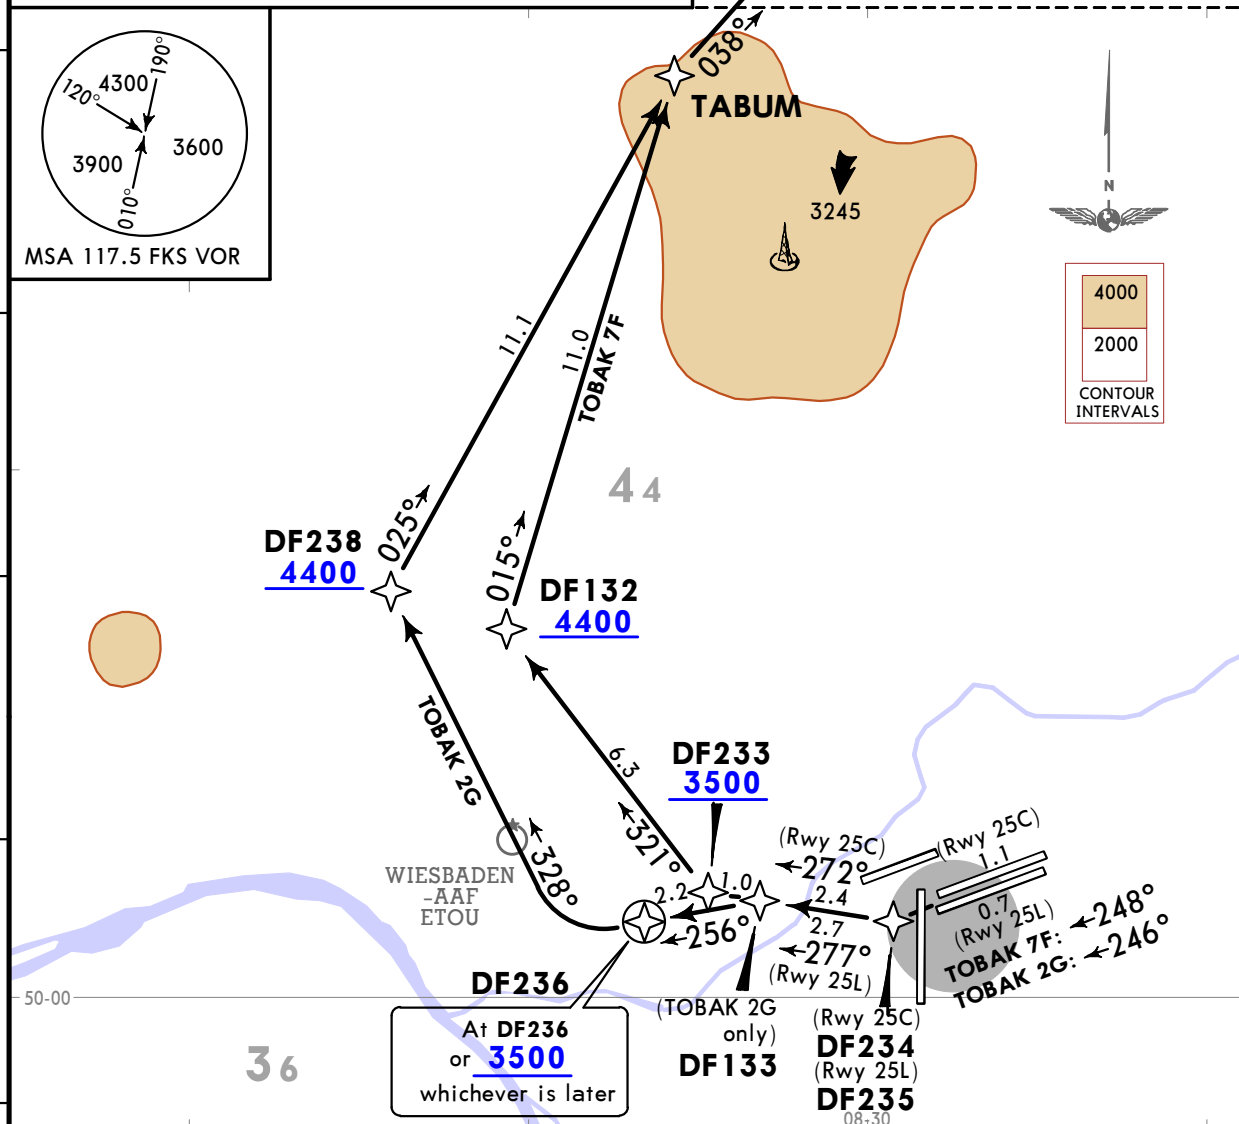 190°
4300
120°
3600
3900
010°
MSA 117.5 FKS VOR
038°
TABUM
3245
N
4000
2000
CONTOUR
INTERVALS
11.1
11.0
TOBAK 7F
44
025°
015°
DF238
4400
DF132
4400
TOBAK 2G
6.3
DF233
3500
321°
328°
WIESBADEN
-AAF
ETOU
2.2
1.0
256°
(Rwy 25C)
272°
2.4
2.7
277°
(Rwy 25L)
(Rwy 25C)
1.1
0.7
(Rwy 25L)
TOBAK 7F: 248°
TOBAK 2G: 246°
DF236
50-00
At DF236
or 3500
whichever is later
(TOBAK 2G
only)
DF133
(Rwy 25C)
DF234
(Rwy 25L)
DF235
36
08-30